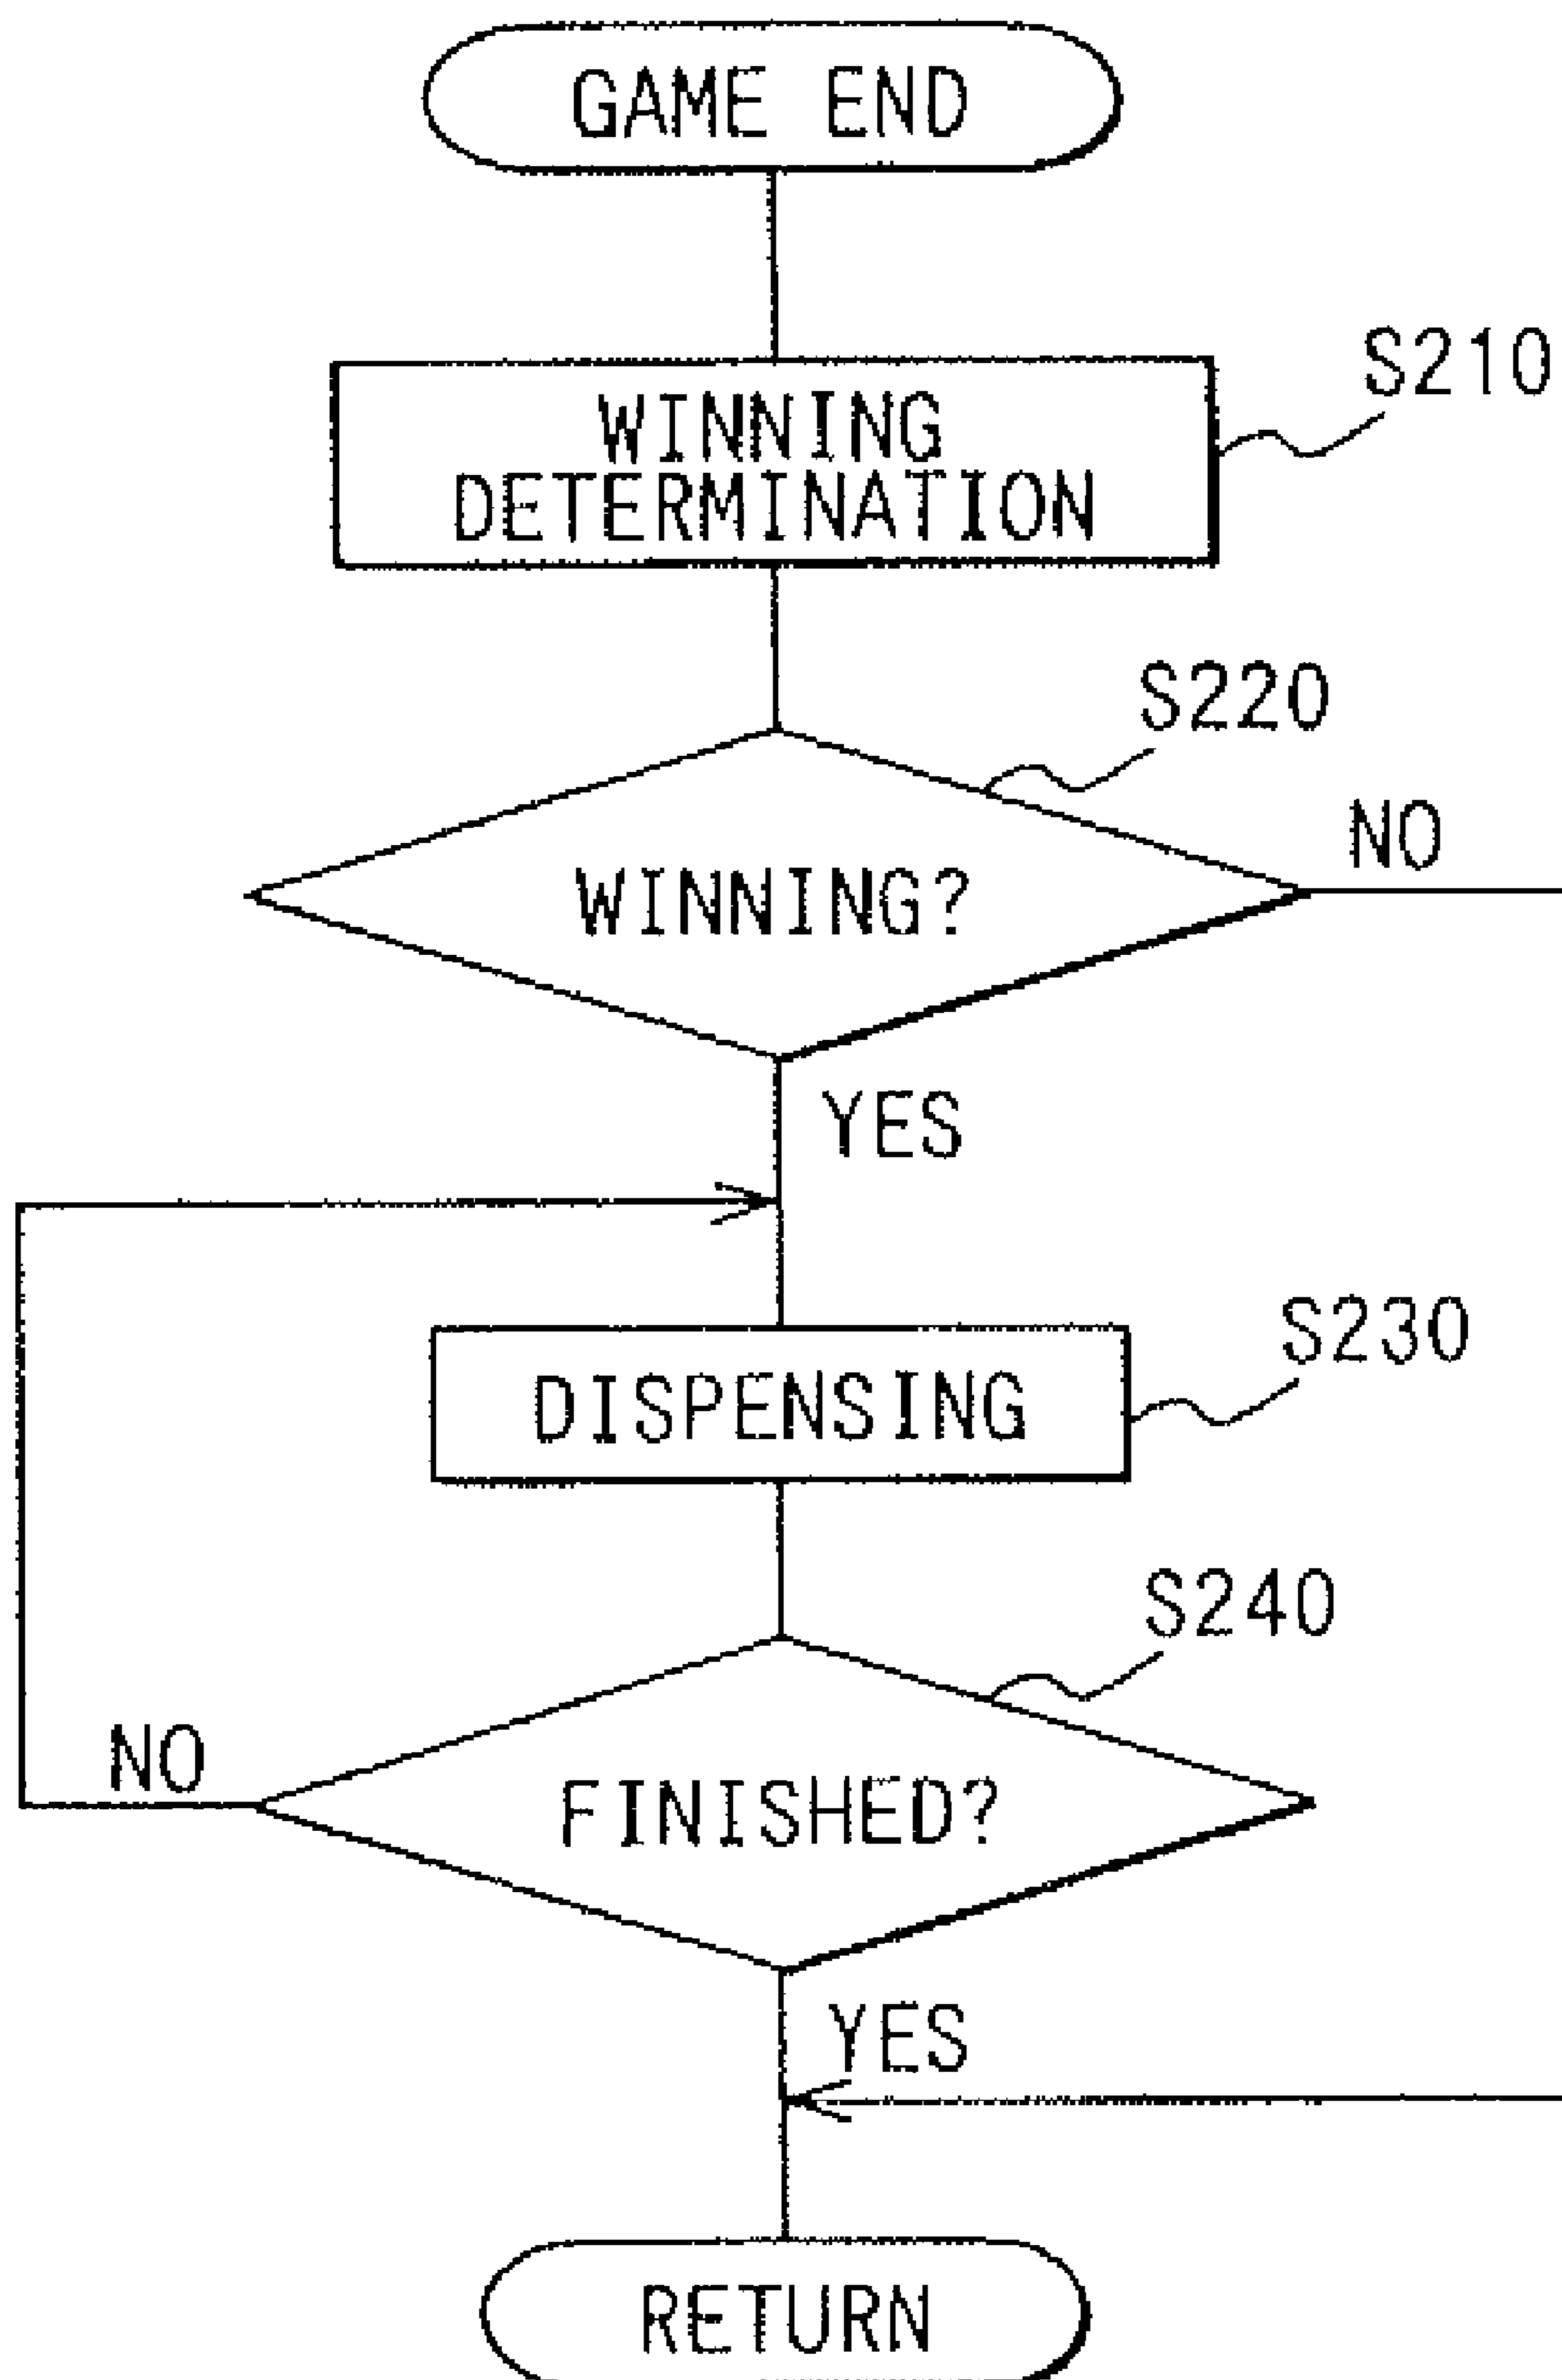 GAME END
S210
WINNING
DETERMINATION
S220
NO
WINNING?
YES
S230
DISPENSING
S240
NO
FINISHED?
YES
RETURN